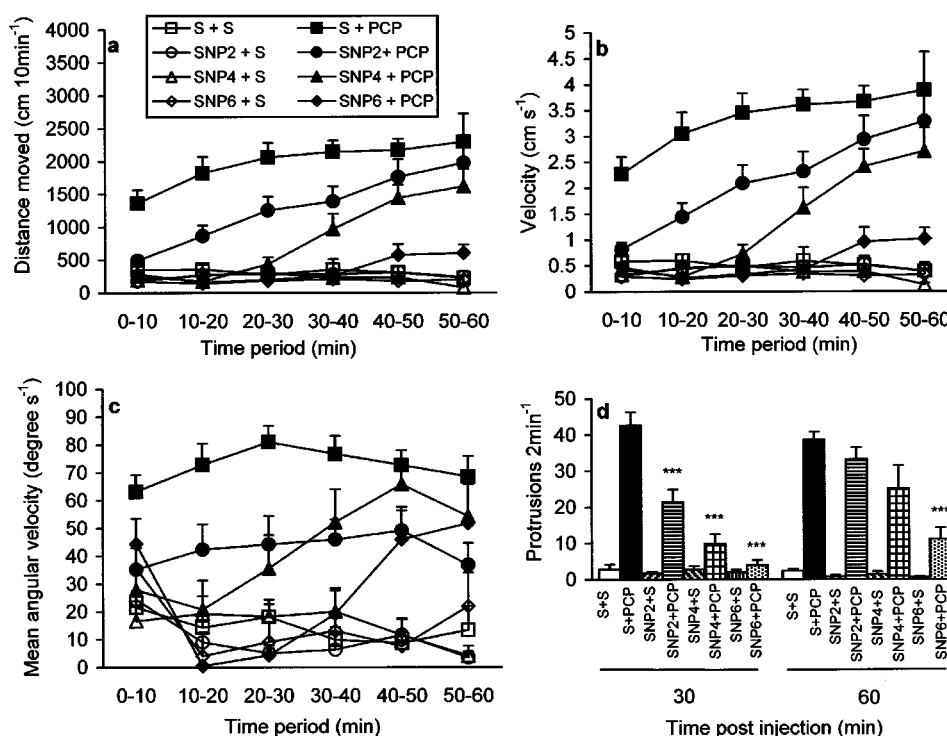 a
S + S
S + PCP
SNP2 + S
SNP2+ PCP
SNP4 + S
SNP4 + PCP
SNP6 + S
SNP6 + PCP
Distance moved (cm 10min⁻¹)
4000
3500
3000
2500
2000
1500
1000
500
0
0-10
10-20
20-30
30-40
40-50
50-60
Time period (min)
b
Velocity (cm s⁻¹)
5
4.5
4
3.5
3
2.5
2
1.5
1
0.5
0
0-10
10-20
20-30
30-40
40-50
50-60
Time period (min)
c
Mean angular velocity (degree s⁻¹)
100
90
80
70
60
50
40
30
20
10
0
0-10
10-20
20-30
30-40
40-50
50-60
Time period (min)
d
Protrusions 2min⁻¹
50
40
30
20
10
0
***
***
***
***
S+S
S+PCP
SNP2+S
SNP2+PCP
SNP4+S
SNP4+PCP
SNP6+S
SNP6+PCP
S+S
S+PCP
SNP2+S
SNP2+PCP
SNP4+S
SNP4+PCP
SNP6+S
SNP6+PCP
30
60
Time post injection (min)